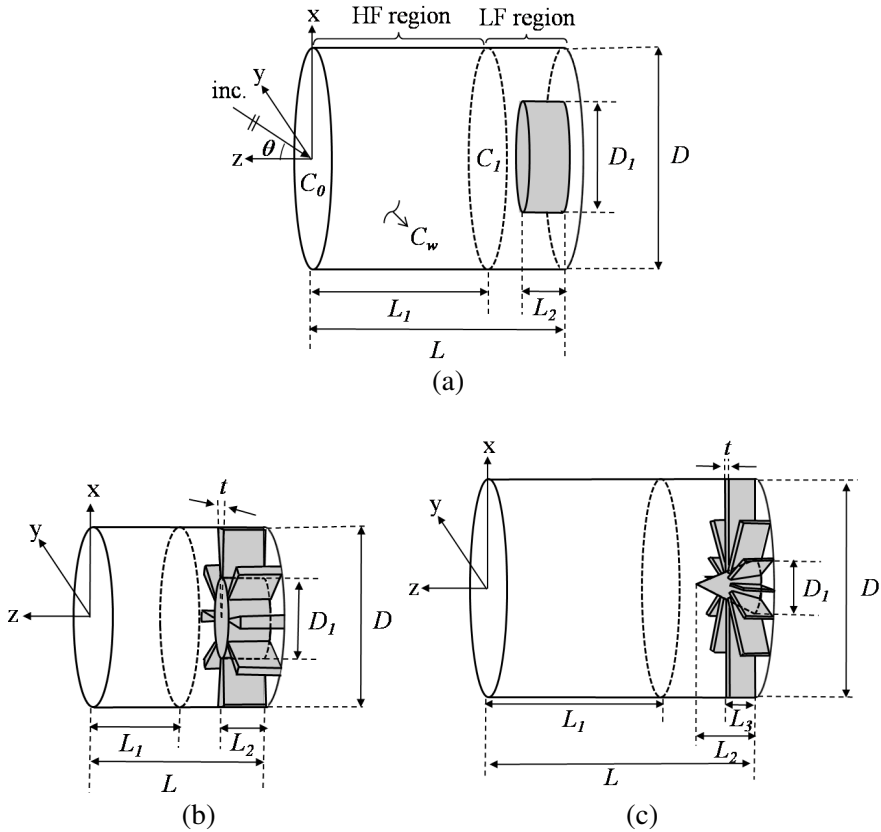 HF region LF region
x
y
inc.
θ
z
C0
C1
D1
D
Cw
L1
L2
L
(a)
x
t
y
z
D1
D
L1
L2
L
(b)
x
t
y
z
D1
D
L1
L3
L2
L
(c)